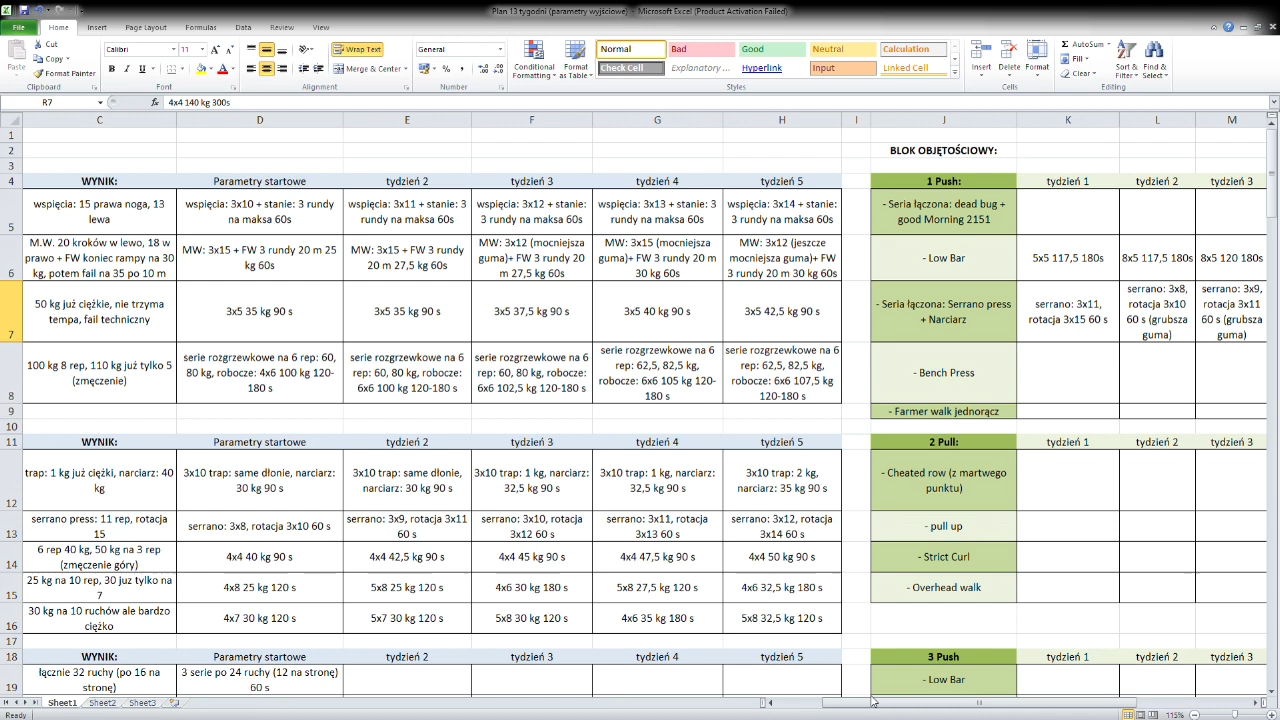 Plan 13 tygodni (parametry wyjściowe) - Microsoft Excel (Product Activation Failed)
File Home Insert Page Layout Formulas Data Review View
Cut
Copy
Format Painter
Paste
Clipboard
Calibri 11
B I U
Font
Wrap Text
Merge & Center
Alignment
General
Number
Conditional Formatting
Format as Table
Normal Bad Good Neutral Calculation
Check Cell Explanatory ... Hyperlink Input Linked Cell
Styles
Insert Delete Format
Cells
AutoSum
Fill
Clear
Sort & Filter
Find & Select
Editing
R7 fx 4x4 140 kg 300s
C D E F G H I J K L M
1
2 BLOK OBJĘTOŚCIOWY:
3
4 WYNIK: Parametry startowe tydzień 2 tydzień 3 tydzień 4 tydzień 5 1 Push: tydzień 1 tydzień 2 tydzień 3
5 wspięcia: 15 prawa noga, 13 lewa
wspięcia: 3x10 + stanie: 3 rundy na maksa 60s
wspięcia: 3x11 + stanie: 3 rundy na maksa 60s
wspięcia: 3x12 + stanie: 3 rundy na maksa 60s
wspięcia: 3x13 + stanie: 3 rundy na maksa 60s
wspięcia: 3x14 + stanie: 3 rundy na maksa 60s
- Seria łączona: dead bug + good Morning 2151
6 M.W. 20 kroków w lewo, 18 w prawo + FW koniec rampy na 30 kg, potem fail na 35 po 10 m
MW: 3x15 + FW 3 rundy 20 m 25 kg 60s
MW: 3x15 + FW 3 rundy 20 m 27,5 kg 60s
MW: 3x12 (mocniejsza guma)+ FW 3 rundy 20 m 27,5 kg 60s
MW: 3x15 (mocniejsza guma)+ FW 3 rundy 20 m 30 kg 60s
MW: 3x12 (jeszcze mocniejsza guma)+ FW 3 rundy 20 m 30 kg 60s
- Low Bar
5x5 117,5 180s
8x5 117,5 180s
8x5 120 180s
7 50 kg już ciężkie, nie trzyma tempa, fail techniczny
3x5 35 kg 90 s
3x5 35 kg 90 s
3x5 37,5 kg 90 s
3x5 40 kg 90 s
3x5 42,5 kg 90 s
- Seria łączona: Serrano press + Narciarz
serrano: 3x11, rotacja 3x15 60 s
serrano: 3x8, rotacja 3x10 60 s (grubsza guma)
serrano: 3x9, rotacja 3x11 60 s (grubsza guma)
8 100 kg 8 rep, 110 kg już tylko 5 (zmęczenie)
serie rozgrzewkowe na 6 rep: 60, 80 kg, robocze: 4x6 100 kg 120-180 s
serie rozgrzewkowe na 6 rep: 60, 80 kg, robocze: 6x6 100 kg 120-180 s
serie rozgrzewkowe na 6 rep: 60, 80 kg, robocze: 6x6 102,5 kg 120-180 s
serie rozgrzewkowe na 6 rep: 62,5, 82,5 kg, robocze: 6x6 105 kg 120-180 s
serie rozgrzewkowe na 6 rep: 62,5, 82,5 kg, robocze: 6x6 107,5 kg 120-180 s
- Bench Press
9 - Farmer walk jednorącz
10
11 WYNIK: Parametry startowe tydzień 2 tydzień 3 tydzień 4 tydzień 5 2 Pull: tydzień 1 tydzień 2 tydzień 3
12 trap: 1 kg już ciężki, narciarz: 40 kg
3x10 trap: same dłonie, narciarz: 30 kg 90 s
3x10 trap: same dłonie, narciarz: 30 kg 90 s
3x10 trap: 1 kg, narciarz: 32,5 kg 90 s
3x10 trap: 1 kg, narciarz: 32,5 kg 90 s
3x10 trap: 2 kg, narciarz: 35 kg 90 s
- Cheated row (z martwego punktu)
13 serrano press: 11 rep, rotacja 15
serrano: 3x8, rotacja 3x10 60 s
serrano: 3x9, rotacja 3x11 60 s
serrano: 3x10, rotacja 3x12 60 s
serrano: 3x11, rotacja 3x13 60 s
serrano: 3x12, rotacja 3x14 60 s
- pull up
14 6 rep 40 kg, 50 kg na 3 rep (zmęczenie góry)
4x4 40 kg 90 s
4x4 42,5 kg 90 s
4x4 45 kg 90 s
4x4 47,5 kg 90 s
4x4 50 kg 90 s
- Strict Curl
15 25 kg na 10 rep, 30 juz tylko na 7
4x8 25 kg 120 s
5x8 25 kg 120 s
4x6 30 kg 180 s
5x8 27,5 kg 120 s
4x6 32,5 kg 180 s
- Overhead walk
16 30 kg na 10 ruchów ale bardzo ciężko
4x7 30 kg 120 s
5x7 30 kg 120 s
5x8 30 kg 120 s
4x6 35 kg 180 s
5x8 32,5 kg 120 s
17
18 WYNIK: Parametry startowe tydzień 2 tydzień 3 tydzień 4 tydzień 5 3 Push tydzień 1 tydzień 2 tydzień 3
19 łącznie 32 ruchy (po 16 na stronę)
3 serie po 24 ruchy (12 na stronę) 60 s
- Low Bar
Sheet1 Sheet2 Sheet3
Ready 115%